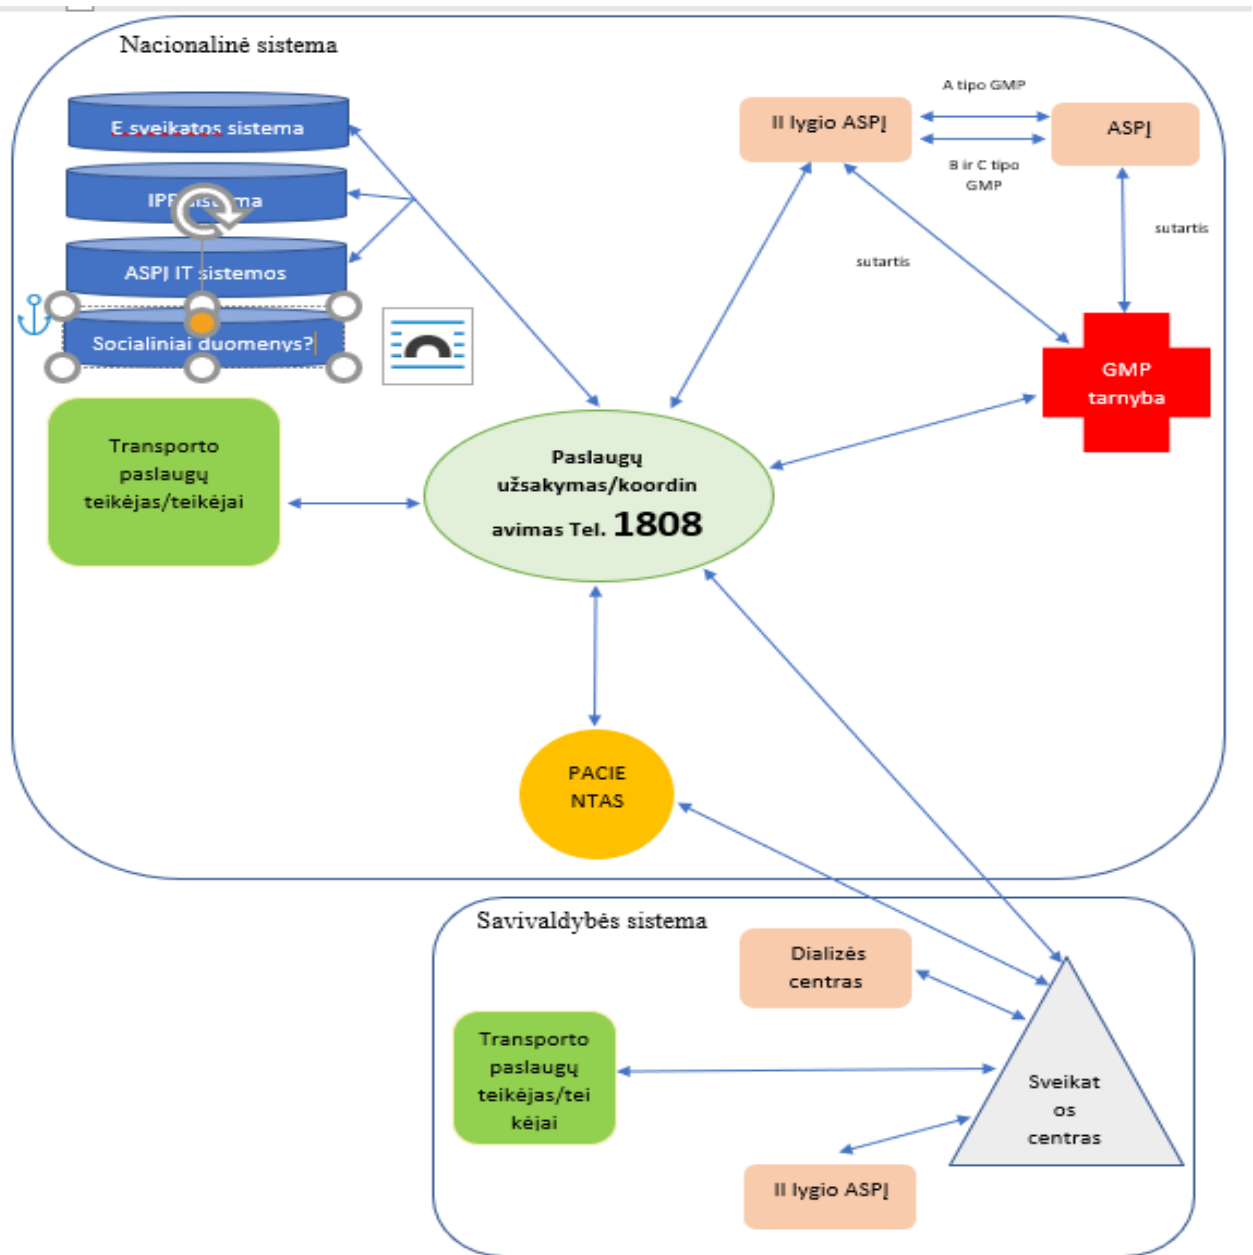 Nacionalinė sistema
E sveikatos sistema
ASPĮ IT sistemos
Socialiniai duomenys?
II lygio ASPĮ
A tipo GMP
B ir C tipo
GMP
ASPĮ
sutartis
sutartis
GMP
tarnyba
Transporto
paslaugų
teikėjas/teikėjai
Paslaugų
užsakymas/koordin
avimas Tel. 1808
PACIE
NTAS
Savivaldybės sistema
Dializės
centras
Transporto
paslaugų
teikėjas/tei
kėjai
Sveikat
os
centras
II lygio ASPĮ